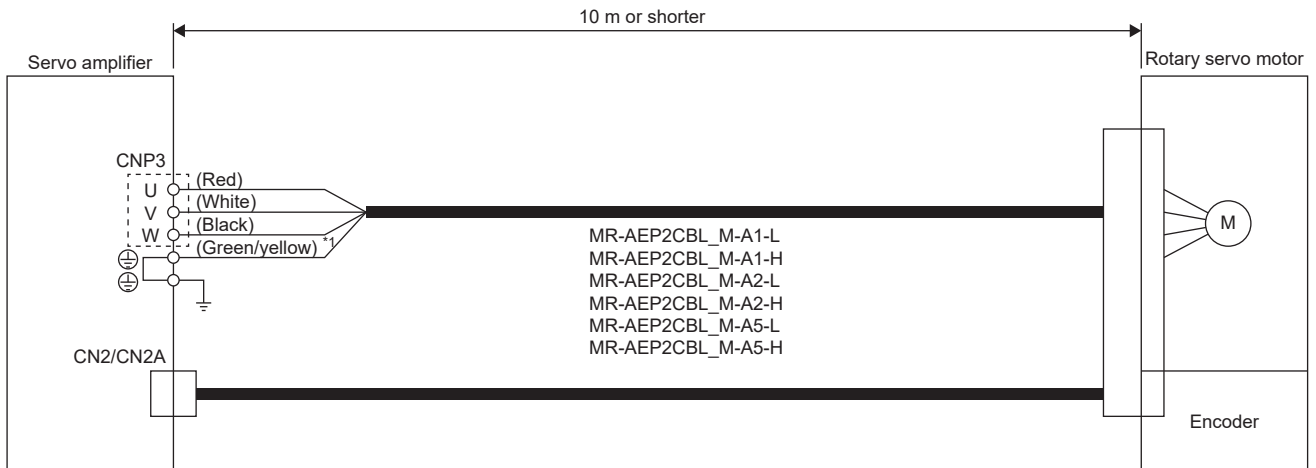 10 m or shorter
Servo amplifier
Rotary servo motor
CNP3
U
(Red)
V
(White)
W
(Black)
(Green/yellow) *1
M
MR-AEP2CBL_M-A1-L
MR-AEP2CBL_M-A1-H
MR-AEP2CBL_M-A2-L
MR-AEP2CBL_M-A2-H
MR-AEP2CBL_M-A5-L
MR-AEP2CBL_M-A5-H
CN2/CN2A
Encoder